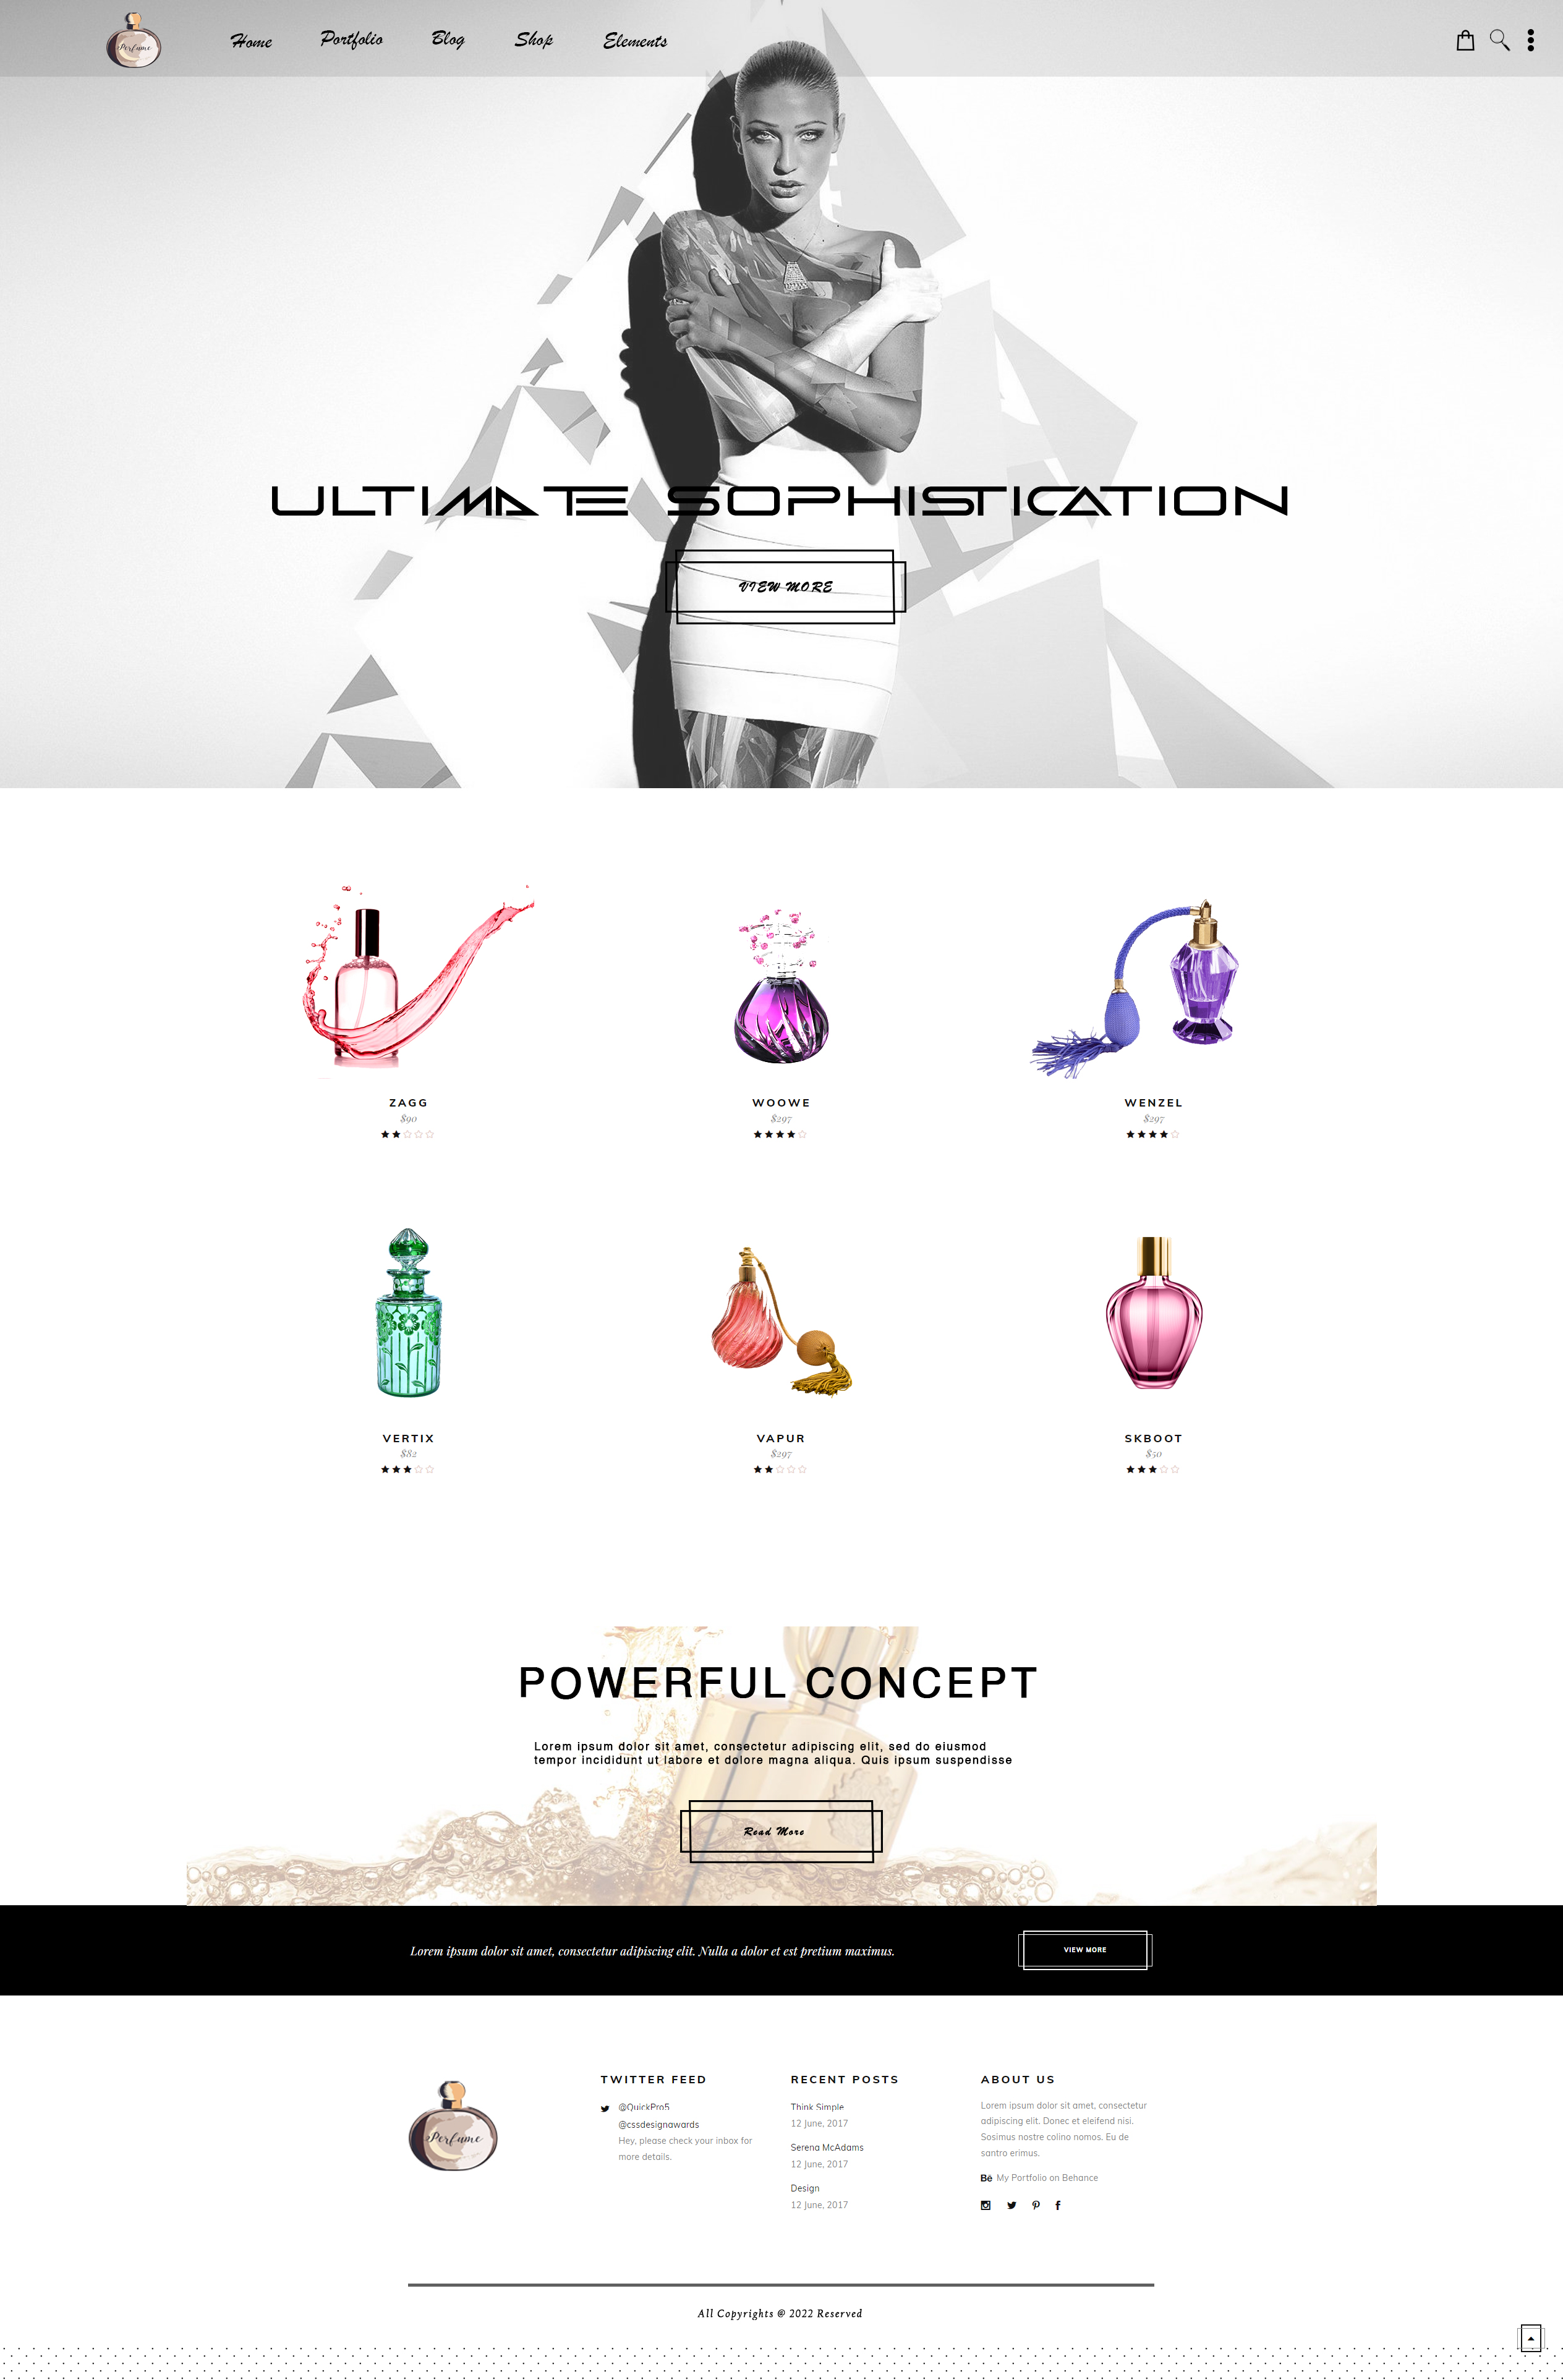 Perfume
Home
Portfolio
Blog
Shop
Elements
ULTIMATE SOPHISTICATION
VIEW MORE
ZAGG
$90
WOOWE
$297
WENZEL
$297
VERTIX
$82
VAPUR
$297
SKBOOT
$50
POWERFUL CONCEPT
Lorem ipsum dolor sit amet, consectetur adipiscing elit, sed do eiusmod
tempor incididunt ut labore et dolore magna aliqua. Quis ipsum suspendisse
Read More
Lorem ipsum dolor sit amet, consectetur adipiscing elit. Nulla a dolor et est pretium maximus.
VIEW MORE
Perfume
TWITTER FEED
@QuickPro5
@cssdesignawards
Hey, please check your inbox for
more details.
RECENT POSTS
Think Simple
12 June, 2017
Serena McAdams
12 June, 2017
Design
12 June, 2017
ABOUT US
Lorem ipsum dolor sit amet, consectetur
adipiscing elit. Donec et eleifend nisi.
Sosimus nostre colino nomos. Eu de
santro erimus.
Bē My Portfolio on Behance
All Copyrights @ 2022 Reserved